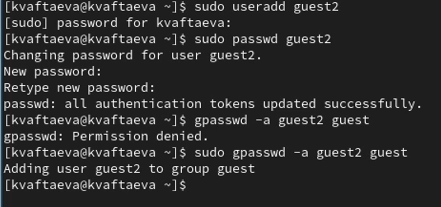 [kvaftaeva@kvaftaeva ~]$ sudo useradd guest2
[sudo] password for kvaftaeva:
[kvaftaeva@kvaftaeva ~]$ sudo passwd guest2
Changing password for user guest2.
New password:
Retype new password:
passwd: all authentication tokens updated successfully.
[kvaftaeva@kvaftaeva ~]$ gpasswd -a guest2 guest
gpasswd: Permission denied.
[kvaftaeva@kvaftaeva ~]$ sudo gpasswd -a guest2 guest
Adding user guest2 to group guest
[kvaftaeva@kvaftaeva ~]$